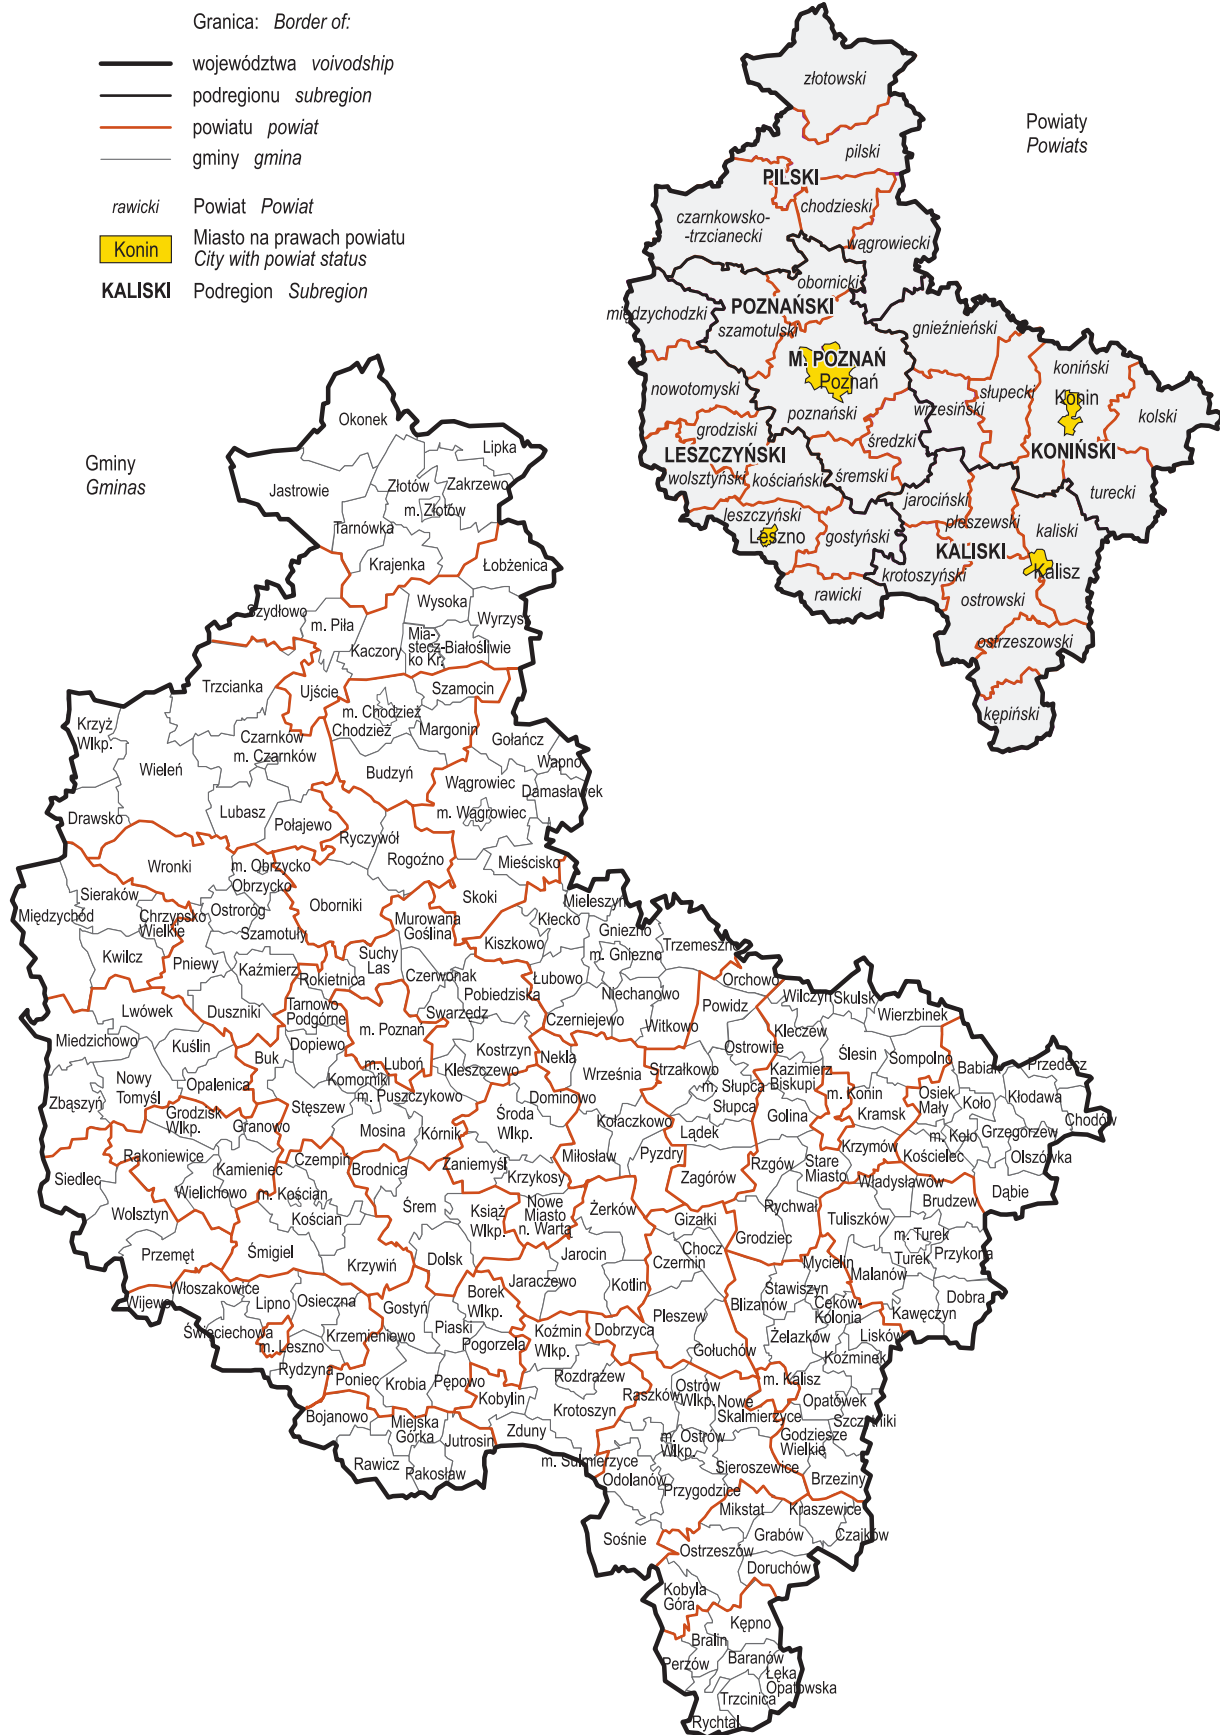 Granica: Border of:
województwa voivodship
podregionu subregion
powiatu powiat
gminy gmina
rawicki Powiat Powiat
Konin Miasto na prawach powiatu
City with powiat status
KALISKI Podregion Subregion
Powiaty
Powiats
złotowski
pilski
PILSKI
chodzieski
czarnkowsko-
-trzcianecki
wągrowiecki
obornicki
międzychodzki
POZNAŃSKI
szamotulski
gnieźnieński
M. POZNAŃ
Poznań
koniński
nowotomyski
słupecki
Konin
poznański
wrzesiński
kolski
grodziski
średzki
LESZCZYŃSKI
KONIŃSKI
wolsztyński
kościański
śremski
jarociński
turecki
leszczyński
pleszewski
kaliski
Leszno
gostyński
KALISKI
Kalisz
krotoszyński
rawicki
ostrowski
ostrzeszowski
kępiński
Gminy
Gminas
Okonek
Lipka
Jastrowie
Złotów
Zakrzewo
m. Złotów
Tarnówka
Krajenka
Łobżenica
Wysoka
Szydłowo
m. Piła
Wyrzysk
Kaczory
Mia-
stecz-
ko Kr.
Białośliwie
Trzcianka
Ujście
Szamocin
m. Chodzież
Chodzież
Margonin
Krzyż
Wlkp.
Czarnków
m. Czarnków
Gołańcz
Wapno
Wieleń
Budzyń
Wągrowiec
Damasławek
m. Wągrowiec
Drawsko
Lubasz
Połajewo
Ryczywół
Rogoźno
Mieścisko
Wronki
m. Obrzycko
Obrzycko
Sieraków
Skoki
Mieleszyn
Międzychód
Chrzypsko
Wielkie
Ostroróg
Oborniki
Murowana
Goślina
Kłecko
Szamotuły
Kiszkowo
Gniezno
m. Gniezno
Trzemeszno
Kwilcz
Pniewy
Kaźmierz
Rokietnica
Suchy
Las
Czerwonak
Łubowo
Orchowo
Pobiedziska
Niechanowo
Powidz
Wilczyn
Skulsk
Lwówek
Duszniki
Tarnowo
Podgórne
Swarzędz
Czerniejewo
Witkowo
Wierzbinek
Miedzichowo
Kuślin
Buk
Dopiewo
m. Poznań
Kostrzyn
Nekla
Kleczew
Ostrowite
Ślesin
Sompolno
m. Luboń
Kleszczewo
Września
Strzałkowo
Kazimierz
Biskupi
Babiak
Przedecz
Nowy
Tomyśl
Opalenica
Komorniki
m. Puszczykowo
Dominowo
m. Słupca
Słupca
m. Konin
Osiek
Mały
Koło
Kłodawa
Zbąszyń
Grodzisk
Wlkp.
Granowo
Stęszew
Środa
Wlkp.
Kołaczkowo
Golina
Kramsk
Chodów
Mosina
Kórnik
Lądek
m. Koło
Grzegorzew
Rakoniewice
Czempiń
Brodnica
Zaniemyśl
Miłosław
Pyzdry
Rzgów
Krzymów
Kościelec
Olszówka
Siedlec
Kamieniec
Krzykosy
Zagórów
Stare
Miasto
Władysławów
Dąbie
Wielichowo
m. Kościan
Śrem
Książ
Wlkp.
Nowe
Miasto
n. Wartą
Żerków
Rychwał
Brudzew
Wolsztyn
Kościan
Gizałki
Tuliszków
Grodziec
m. Turek
Turek
Przykona
Przemęt
Śmigiel
Krzywiń
Dolsk
Jarocin
Chocz
Czermin
Mycielin
Malanów
Włoszakowice
Jaraczewo
Kotlin
Stawiszyn
Dobra
Wijewo
Lipno
Osieczna
Gostyń
Borek
Wlkp.
Blizanów
Ceków-
Kolonia
Kawęczyn
Święciechowa
m. Leszno
Krzemieniewo
Piaski
Koźmin
Wlkp.
Dobrzyca
Pleszew
Żelazków
Lisków
Rydzyna
Pogorzela
Gołuchów
Koźminek
Poniec
Krobia
Pępowo
Rozdrażew
Raszków
Ostrów
Wlkp.
m. Kalisz
Kobylin
Nowe
Skalmierzyce
Opatówek
Bojanowo
Miejska
Górka
Krotoszyn
Szczytniki
Jutrosin
Zduny
m. Ostrów
Wlkp.
Godziesze
Wielkie
Rawicz
Pakosław
m. Sulmierzyce
Sieroszewice
Brzeziny
Odolanów
Przygodzice
Mikstat
Kraszewice
Sośnie
Grabów
Czajków
Ostrzeszów
Doruchów
Kobyla
Góra
Kępno
Bralin
Perzów
Baranów
Łęka
Opatowska
Trzcinica
Rychtal